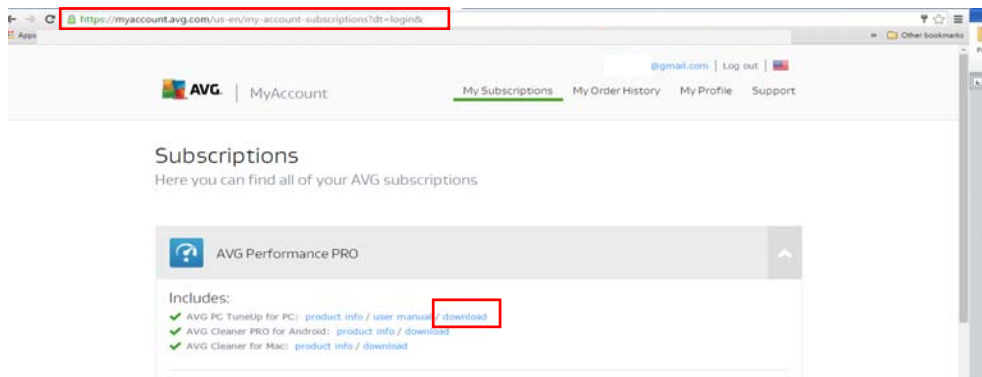 https://myaccount.avg.com/us-en/my-account-subscriptions?dt=login&
Apps
» Other bookmarks
@gmail.com | Log out |
AVG. | MyAccount
My Subscriptions My Order History My Profile Support
Subscriptions
Here you can find all of your AVG subscriptions
AVG Performance PRO
Includes:
AVG PC TuneUp for PC: product info / user manual / download
AVG Cleaner PRO for Android: product info / download
AVG Cleaner for Mac: product info / download